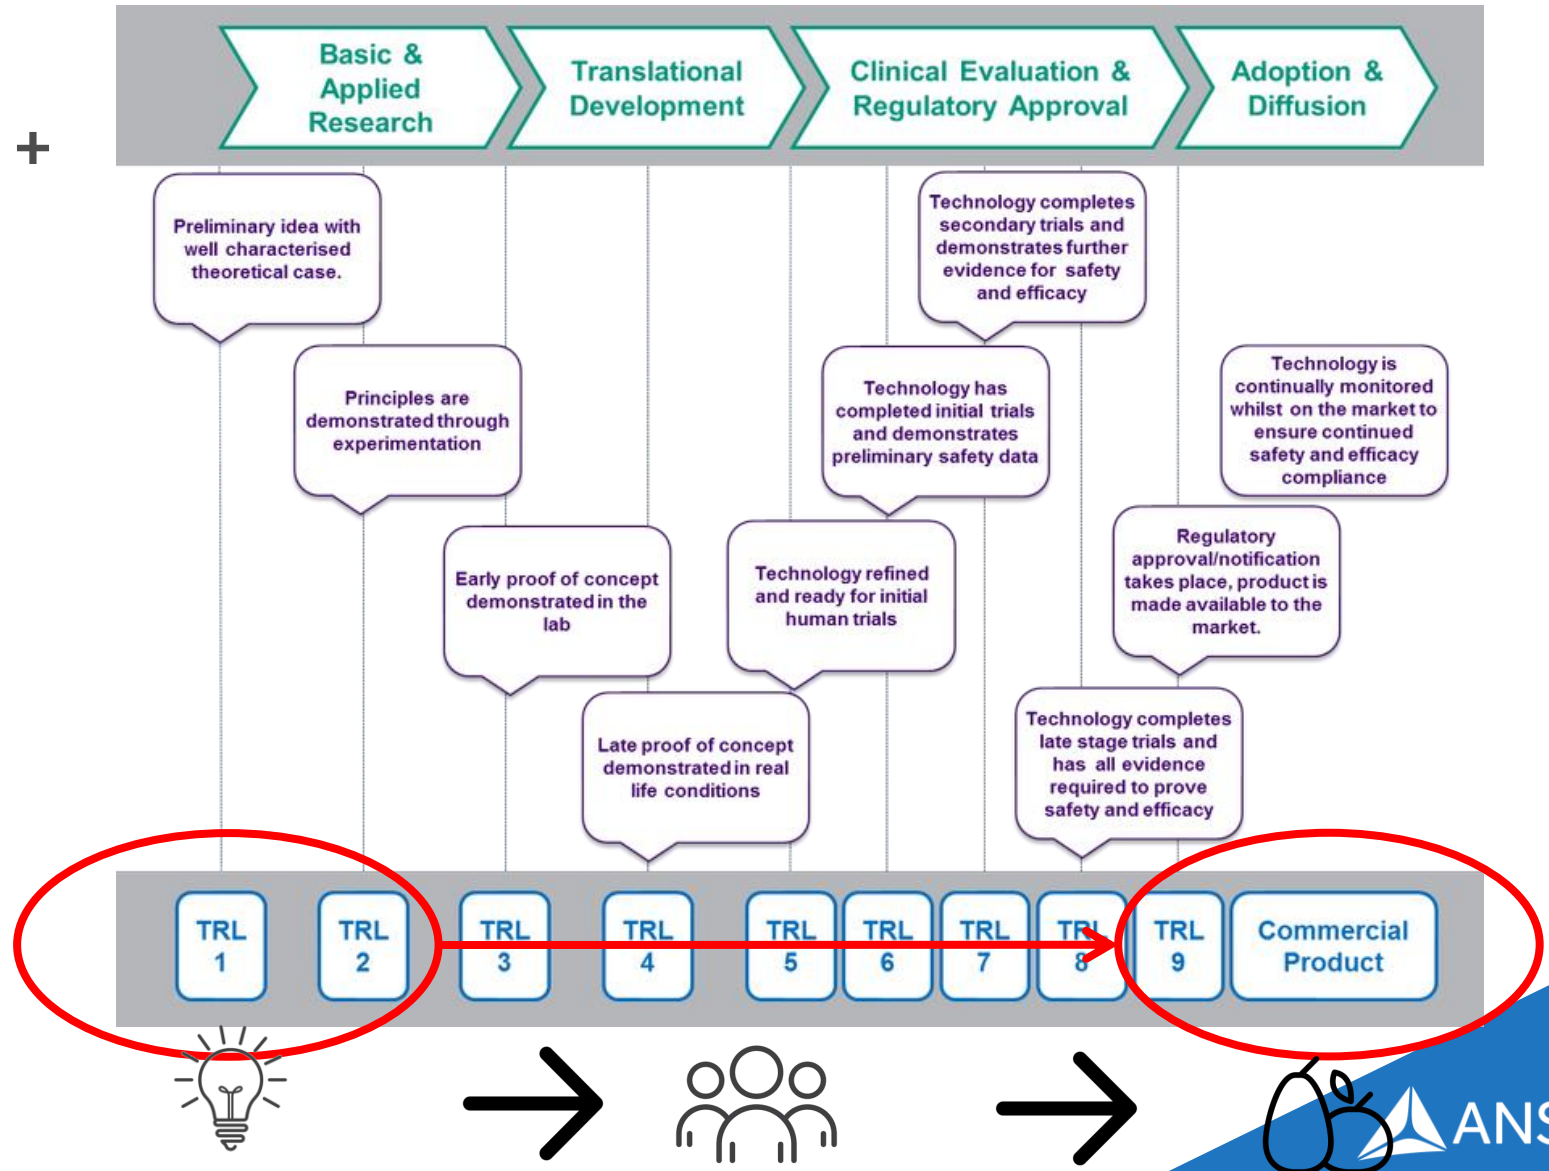 Basic &
Applied
Research
Translational
Development
Clinical Evaluation &
Regulatory Approval
Adoption &
Diffusion
+
Preliminary idea with
well characterised
theoretical case.
Principles are
demonstrated through
experimentation
Early proof of concept
demonstrated in the
lab
Late proof of concept
demonstrated in real
life conditions
Technology refined
and ready for initial
human trials
Technology has
completed initial trials
and demonstrates
preliminary safety data
Technology completes
secondary trials and
demonstrates further
evidence for safety
and efficacy
Technology completes
late stage trials and
has all evidence
required to prove
safety and efficacy
Regulatory
approval/notification
takes place, product is
made available to the
market.
Technology is
continually monitored
whilst on the market to
ensure continued
safety and efficacy
compliance
TRL
1
TRL
2
TRL
3
TRL
4
TRL
5
TRL
6
TRL
7
TRL
8
TRL
9
Commercial
Product
ANS